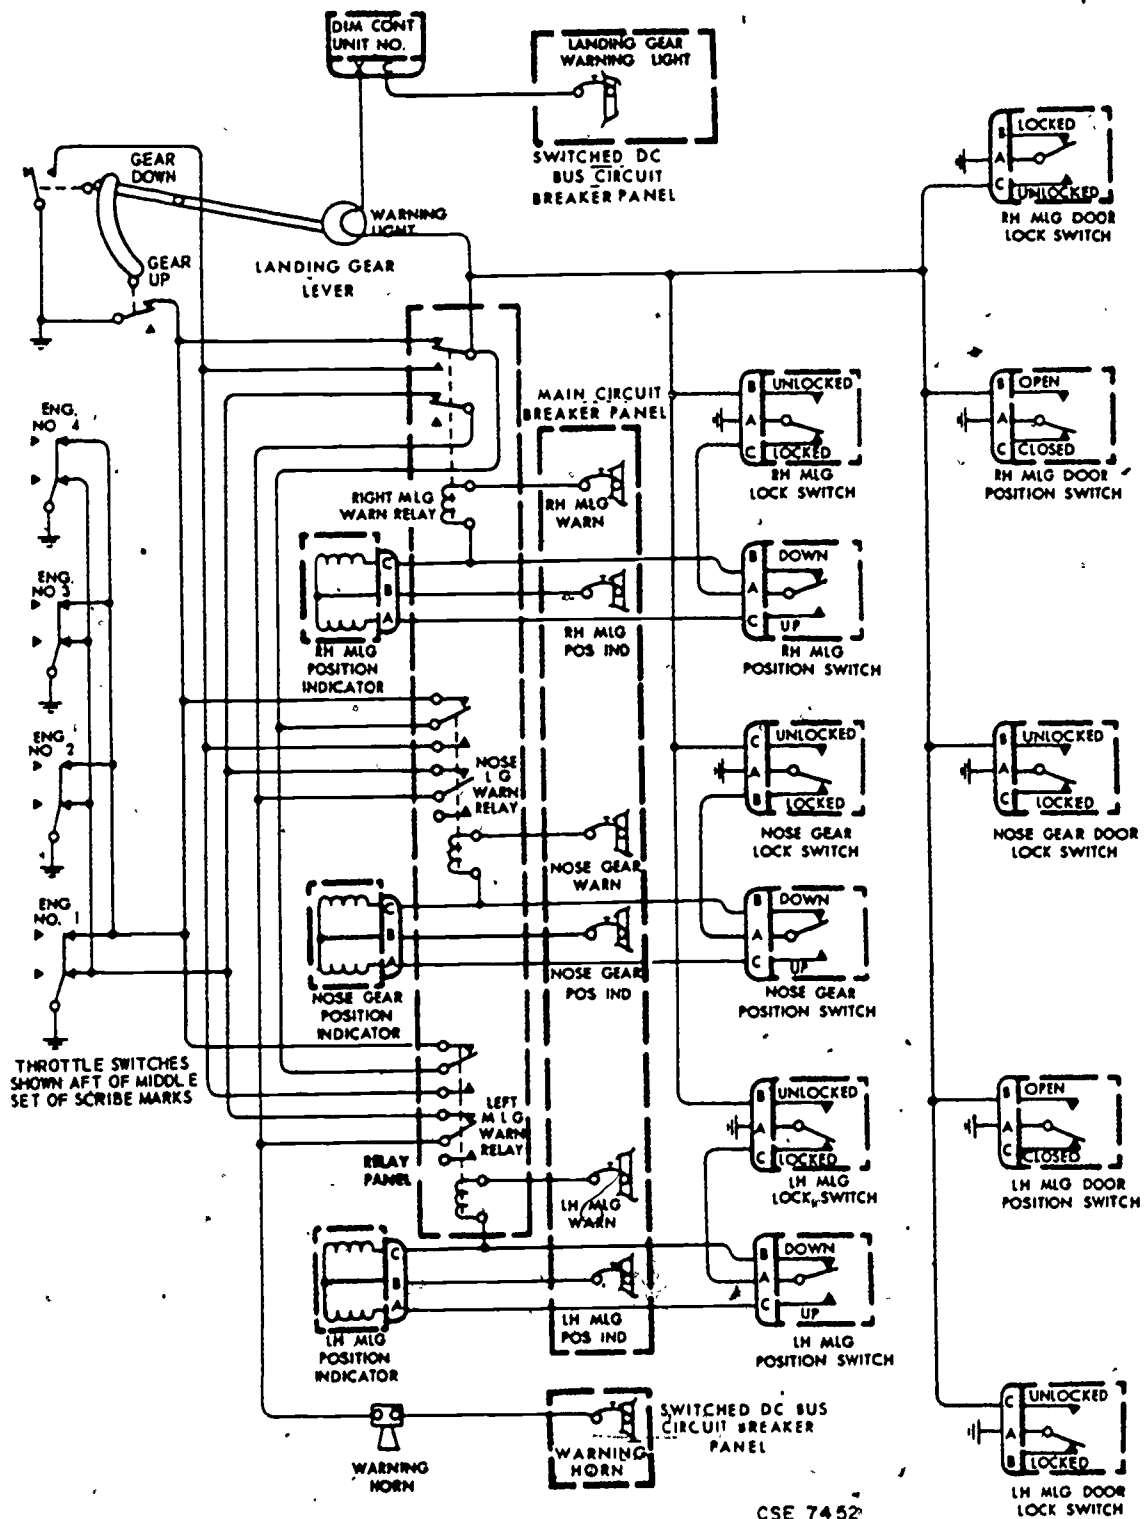 DIM CONT
UNIT NO.
LANDING GEAR
WARNING LIGHT
SWITCHED DC
BUS CIRCUIT
BREAKER PANEL
B
A
C
LOCKED
UNLOCKED
RH MLG DOOR
LOCK SWITCH
GEAR
DOWN
GEAR
UP
WARNING
LIGHT
LANDING GEAR
LEVER
MAIN CIRCUIT
BREAKER PANEL
B
A
C
UNLOCKED
LOCKED
RH MLG
LOCK SWITCH
B
A
C
OPEN
CLOSED
RH MLG DOOR
POSITION SWITCH
ENG.
NO 4
RIGHT MLG
WARN RELAY
RH MLG
WARN
ENG.
NO 3
C
B
A
RH MLG
POSITION
INDICATOR
RH MLG
POS IND
B
A
C
DOWN
UP
RH MLG
POSITION SWITCH
ENG
NO 2
NOSE
LG
WARN
RELAY
C
A
B
UNLOCKED
LOCKED
NOSE GEAR
LOCK SWITCH
B
A
C
UNLOCKED
LOCKED
NOSE GEAR DOOR
LOCK SWITCH
NOSE GEAR
WARN
ENG
NO. 1
C
B
A
NOSE GEAR
POSITION
INDICATOR
NOSE GEAR
POS IND
B
A
C
DOWN
UP
NOSE GEAR
POSITION SWITCH
THROTTLE SWITCHES
SHOWN AFT OF MIDDLE
SET OF SCRIBE MARKS
LEFT
MLG
WARN
RELAY
RELAY
PANEL
B
A
C
UNLOCKED
LOCKED
LH MLG
LOCK SWITCH
B
A
C
OPEN
CLOSED
LH MLG DOOR
POSITION SWITCH
LH MLG
WARN
C
B
A
LH MLG
POSITION
INDICATOR
LH MLG
POS IND
B
A
C
DOWN
UP
LH MLG
POSITION SWITCH
WARNING
HORN
WARNING
HORN
SWITCHED DC BUS
CIRCUIT BREAKER
PANEL
C
A
B
UNLOCKED
LOCKED
LH MLG DOOR
LOCK SWITCH
CSE 7452